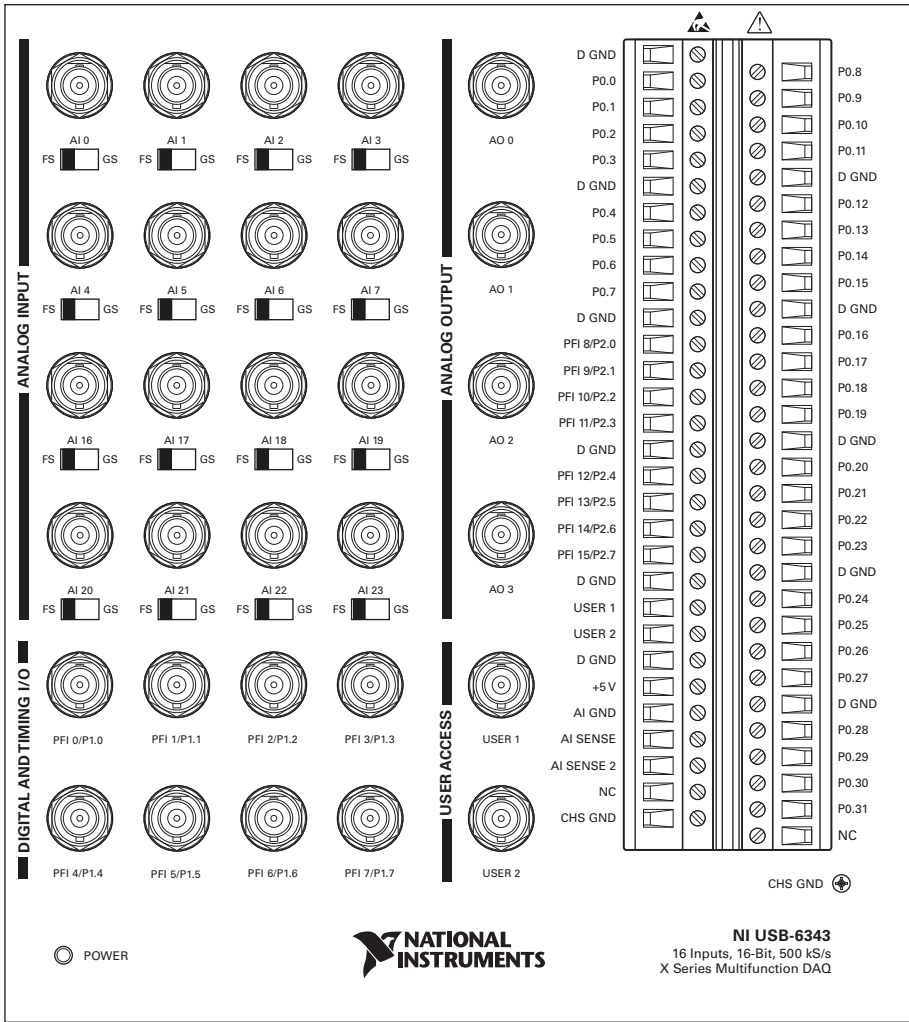 ANALOG INPUT
AI 0
AI 1
AI 2
AI 3
FS GS
FS GS
FS GS
FS GS
AI 4
AI 5
AI 6
AI 7
FS GS
FS GS
FS GS
FS GS
AI 16
AI 17
AI 18
AI 19
FS GS
FS GS
FS GS
FS GS
AI 20
AI 21
AI 22
AI 23
FS GS
FS GS
FS GS
FS GS
DIGITAL AND TIMING I/O
PFI 0/P1.0
PFI 1/P1.1
PFI 2/P1.2
PFI 3/P1.3
PFI 4/P1.4
PFI 5/P1.5
PFI 6/P1.6
PFI 7/P1.7
ANALOG OUTPUT
AO 0
AO 1
AO 2
AO 3
USER ACCESS
USER 1
USER 2
D GND
P0.0
P0.1
P0.2
P0.3
D GND
P0.4
P0.5
P0.6
P0.7
D GND
PFI 8/P2.0
PFI 9/P2.1
PFI 10/P2.2
PFI 11/P2.3
D GND
PFI 12/P2.4
PFI 13/P2.5
PFI 14/P2.6
PFI 15/P2.7
D GND
USER 1
USER 2
D GND
+5 V
AI GND
AI SENSE
AI SENSE 2
NC
CHS GND
P0.8
P0.9
P0.10
P0.11
D GND
P0.12
P0.13
P0.14
P0.15
D GND
P0.16
P0.17
P0.18
P0.19
D GND
P0.20
P0.21
P0.22
P0.23
D GND
P0.24
P0.25
P0.26
P0.27
D GND
P0.28
P0.29
P0.30
P0.31
NC
CHS GND
POWER
NATIONAL
INSTRUMENTS
NI USB-6343
16 Inputs, 16-Bit, 500 kS/s
X Series Multifunction DAQ